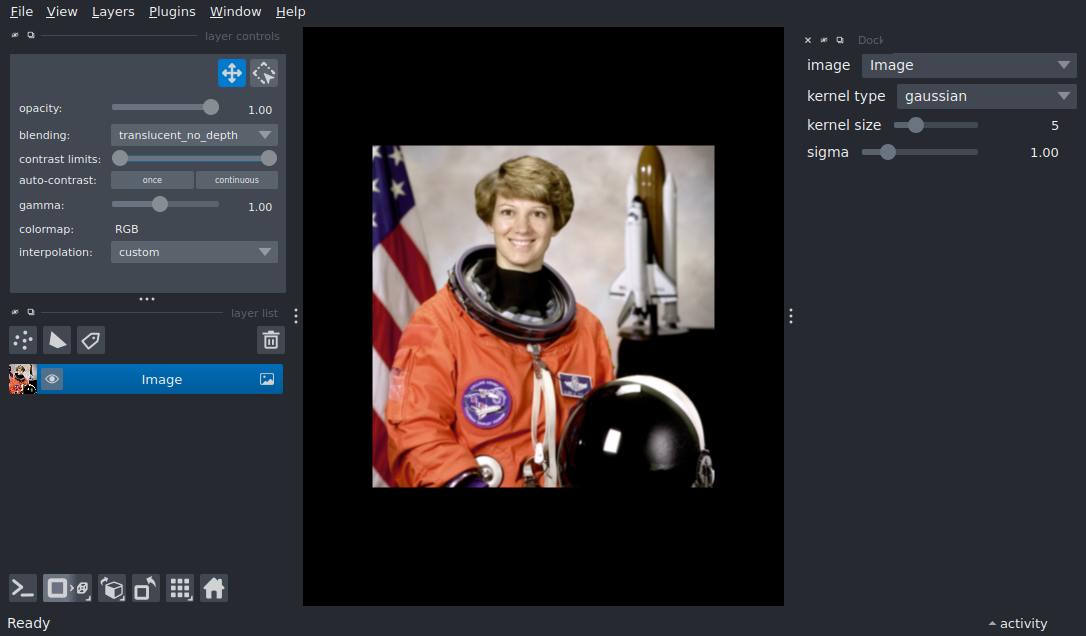 File View Layers Plugins Window Help
layer controls
opacity: 1.00
blending: translucent_no_depth
contrast limits:
auto-contrast: once continuous
gamma: 1.00
colormap: RGB
interpolation: custom
layer list
Image
Dock
image Image
kernel type gaussian
kernel size 5
sigma 1.00
Ready
activity